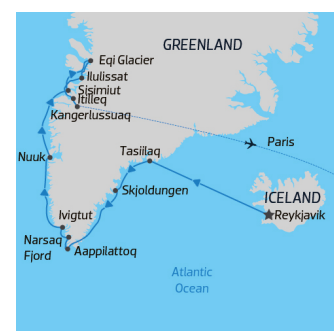 GREENLAND
Eqi Glacier
Ilulissat
Sisimiut
Itilleq
Kangerlussuaq
Paris
Tasiilaq
Nuuk
Skjoldungen
ICELAND
Reykjavik
Ivigtut
Narsaq
Fjord
Aappilattoq
Atlantic
Ocean